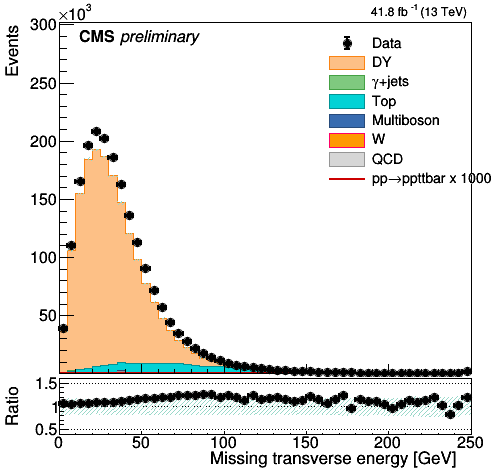 ×10³
41.8 fb⁻¹ (13 TeV)
CMS preliminary
Events
300
250
200
150
100
50
Data
DY
γ+jets
Top
Multiboson
W
QCD
pp→ppttbar x 1000
Ratio
1.5
1
0.5
0 50 100 150 200 250
Missing transverse energy [GeV]